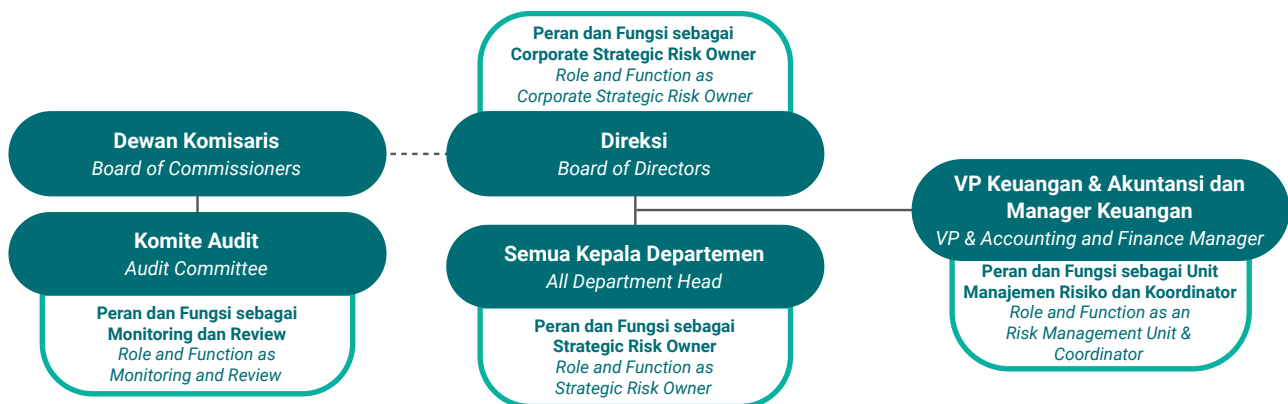 Peran dan Fungsi sebagai
Corporate Strategic Risk Owner
Role and Function as
Corporate Strategic Risk Owner
Dewan Komisaris
Board of Commissioners
Direksi
Board of Directors
VP Keuangan & Akuntansi dan
Manager Keuangan
VP & Accounting and Finance Manager
Komite Audit
Audit Committee
Semua Kepala Departemen
All Department Head
Peran dan Fungsi sebagai Unit
Manajemen Risiko dan Koordinator
Role and Function as an
Risk Management Unit &
Coordinator
Peran dan Fungsi sebagai
Monitoring dan Review
Role and Function as
Monitoring and Review
Peran dan Fungsi sebagai
Strategic Risk Owner
Role and Function as
Strategic Risk Owner